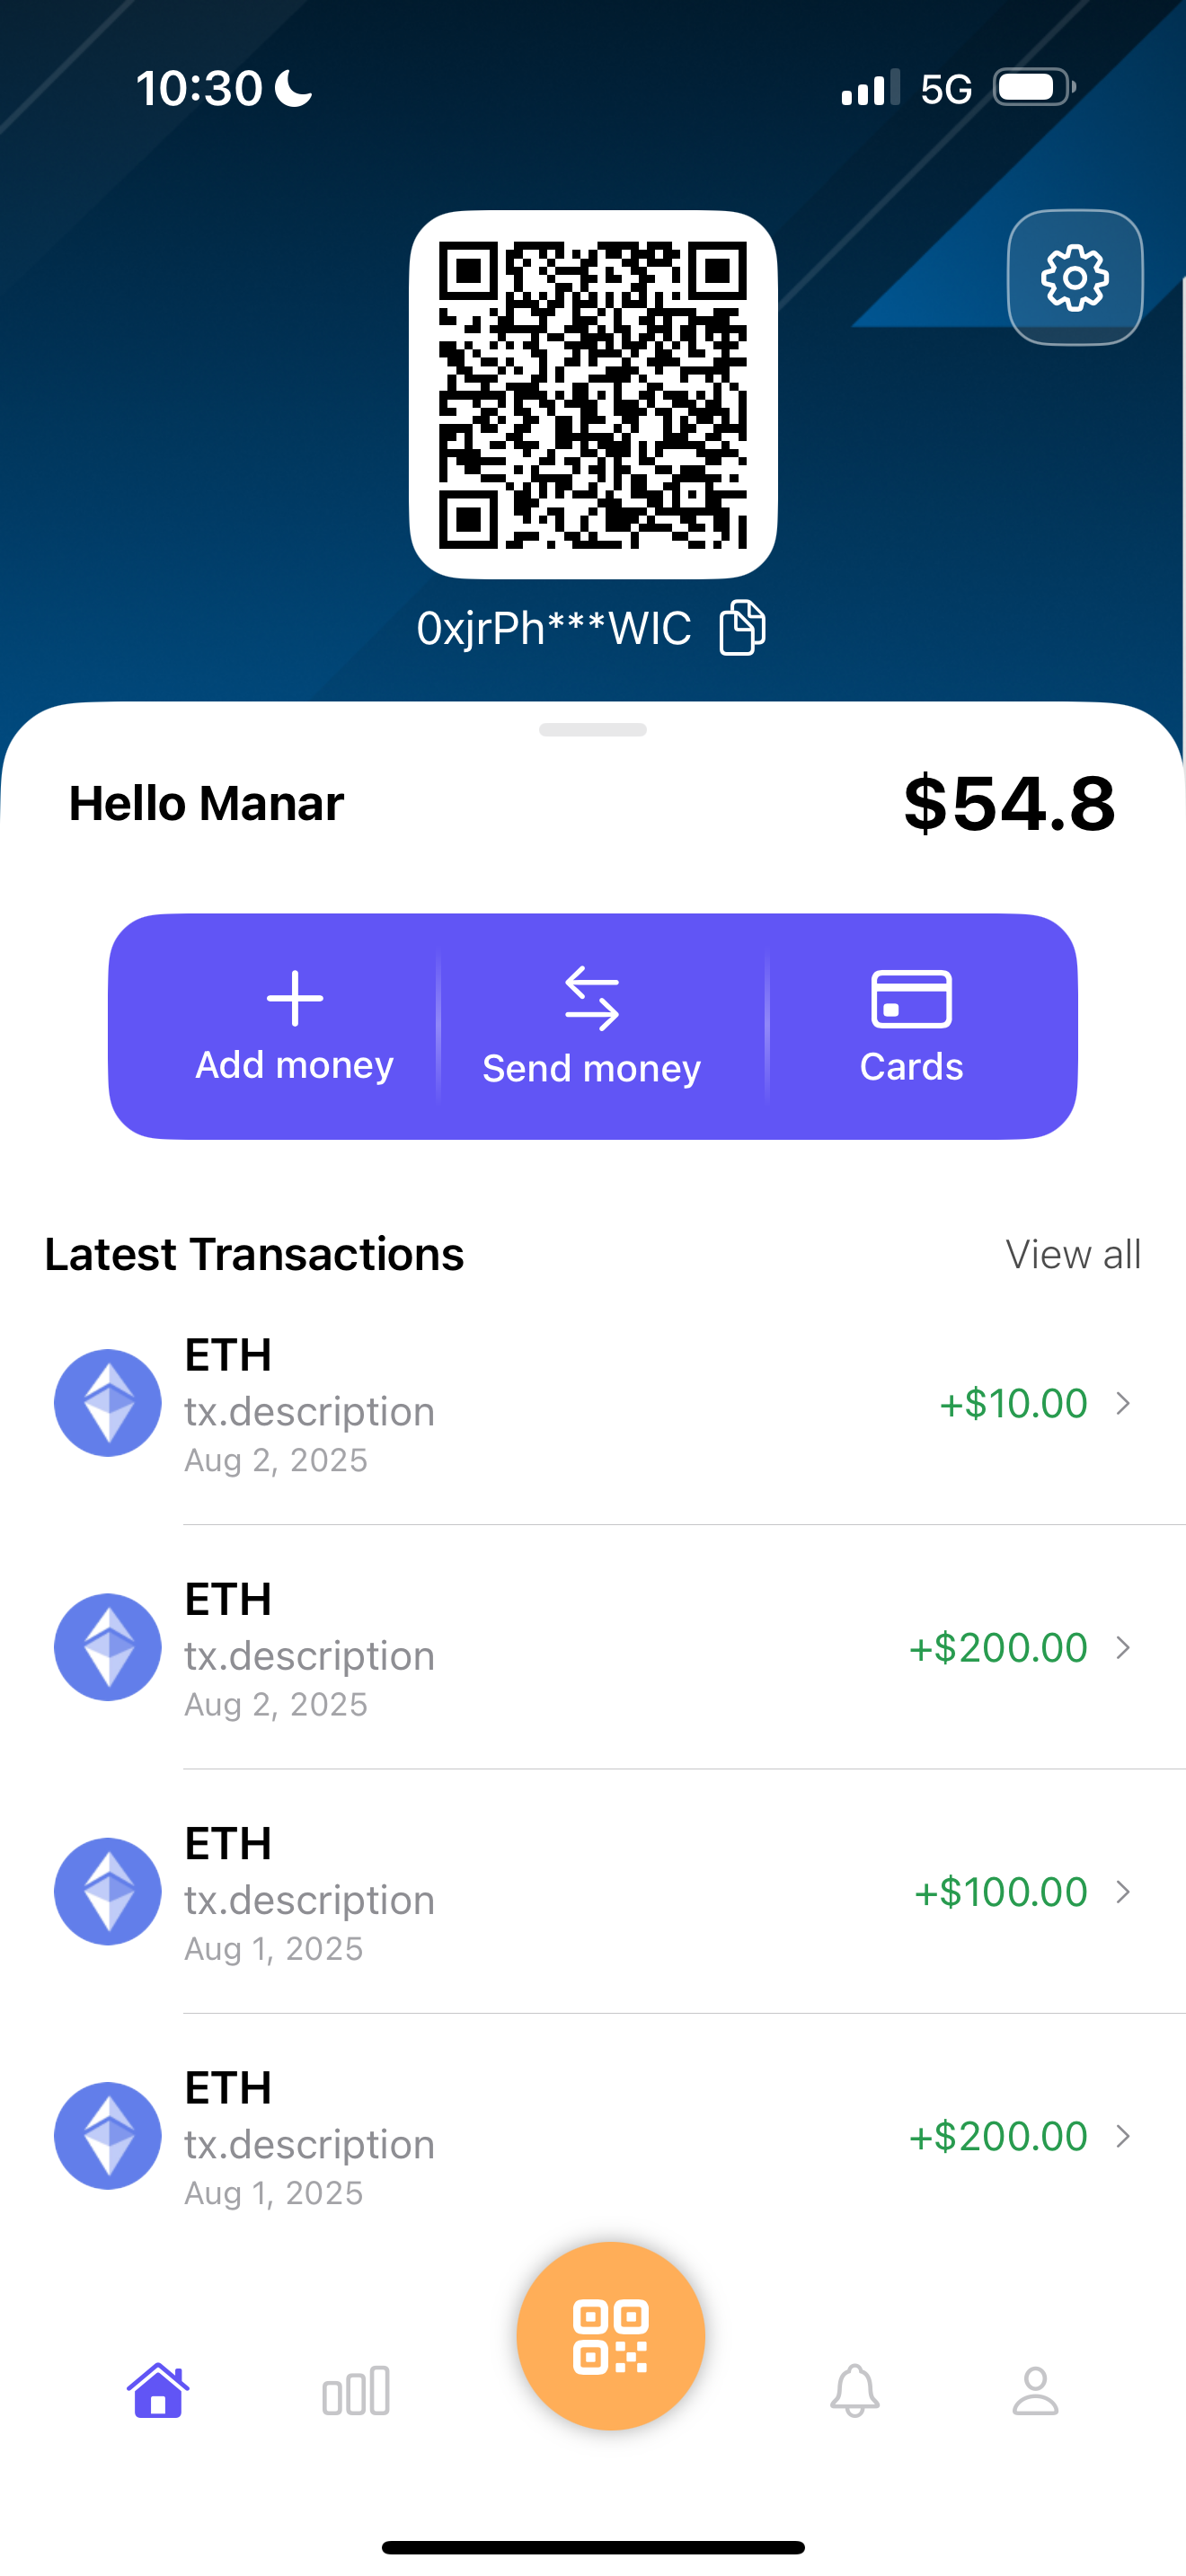 10:30
5G
0xjrPh***WIC
Hello Manar
$54.8
Add money
Send money
Cards
Latest Transactions
View all
ETH
tx.description
Aug 2, 2025
+$10.00
ETH
tx.description
Aug 2, 2025
+$200.00
ETH
tx.description
Aug 1, 2025
+$100.00
ETH
tx.description
Aug 1, 2025
+$200.00